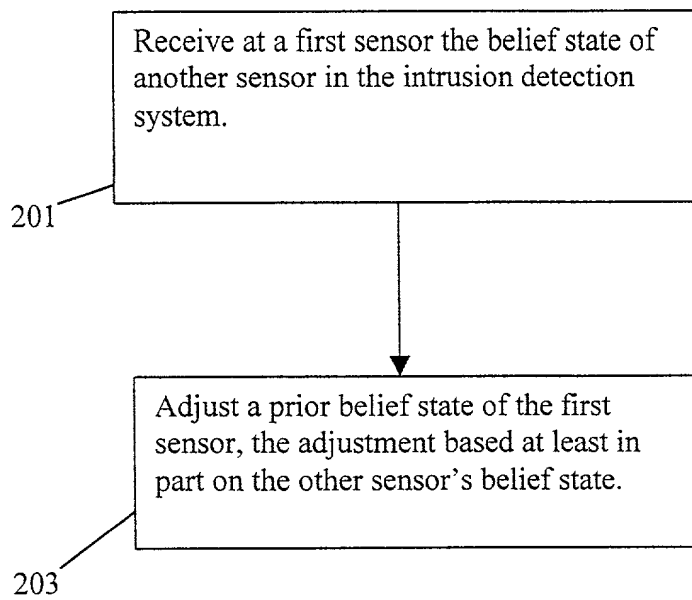 Receive at a first sensor the belief state of
another sensor in the intrusion detection
system.
201
Adjust a prior belief state of the first
sensor, the adjustment based at least in
part on the other sensor's belief state.
203